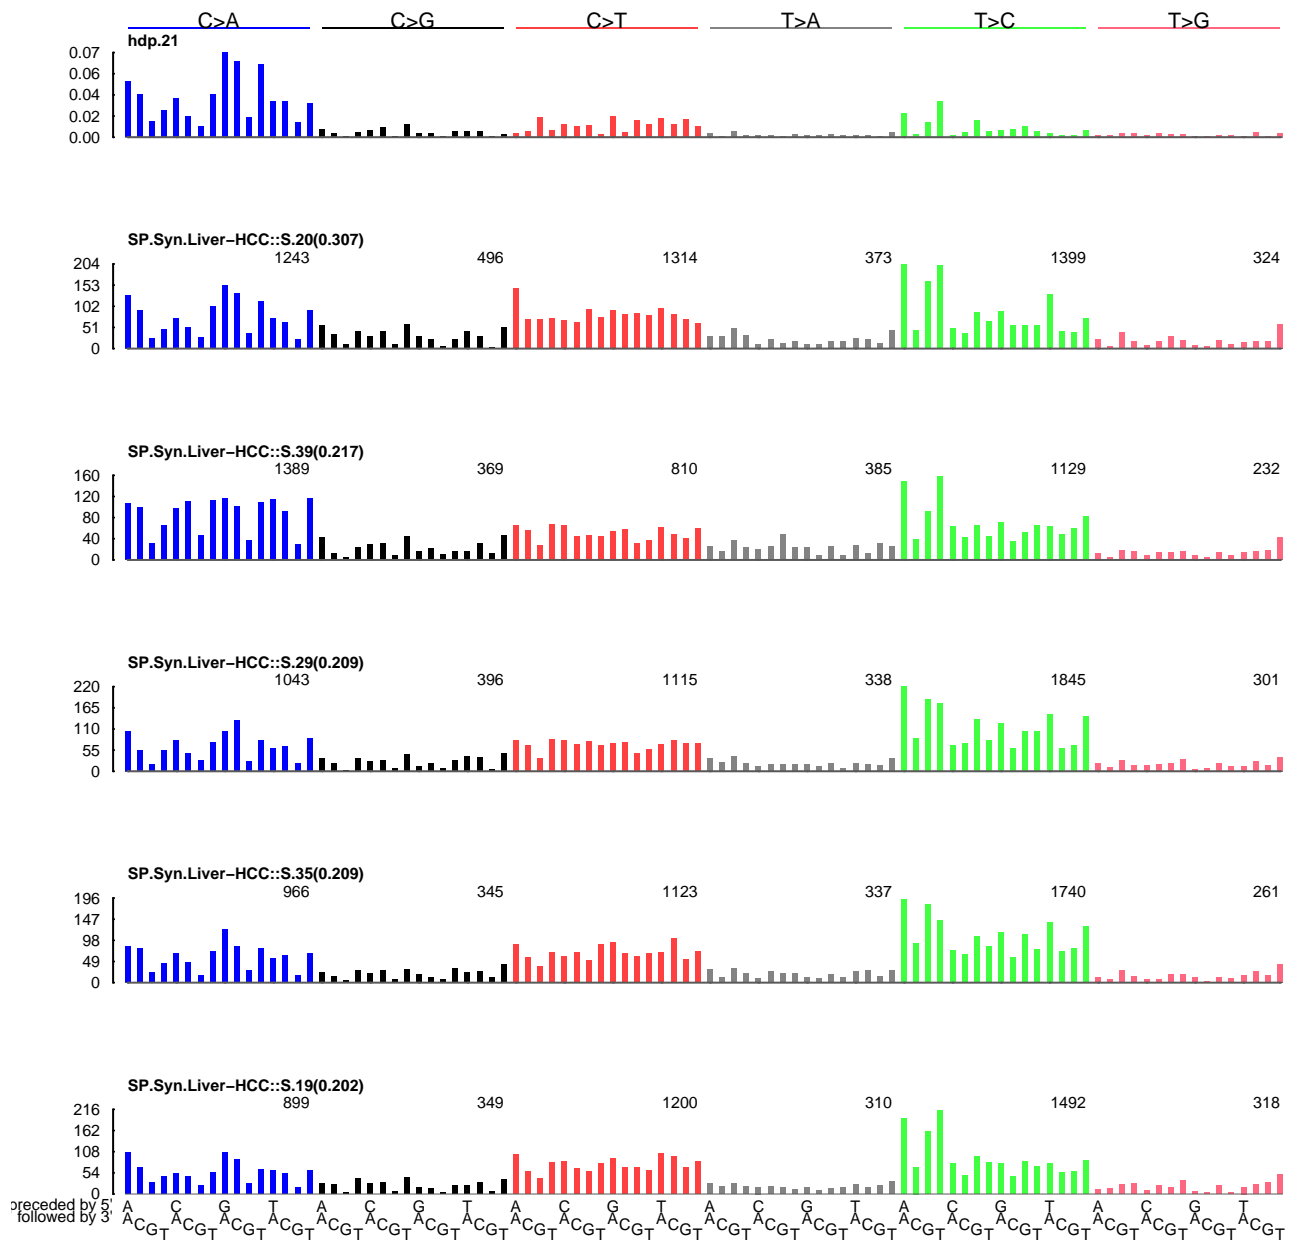 C>A C>G C>T T>A T>C T>G
hdp.21
0.07
0.06
0.04
0.02
0.00
SP.Syn.Liver−HCC::S.20(0.307)
1243 496 1314 373 1399 324
204
153
102
51
0
SP.Syn.Liver−HCC::S.39(0.217)
1389 369 810 385 1129 232
160
120
80
40
0
SP.Syn.Liver−HCC::S.29(0.209)
1043 396 1115 338 1845 301
220
165
110
55
0
SP.Syn.Liver−HCC::S.35(0.209)
966 345 1123 337 1740 261
196
147
98
49
0
SP.Syn.Liver−HCC::S.19(0.202)
899 349 1200 310 1492 318
216
162
108
54
0
preceded by 5' A C G T A C G T A C G T A C G T A C G T A C G T
followed by 3' A C G T A C G T A C G T A C G T A C G T A C G T A C G T A C G T A C G T A C G T A C G T A C G T A C G T A C G T A C G T A C G T A C G T A C G T A C G T A C G T A C G T A C G T A C G T A C G T